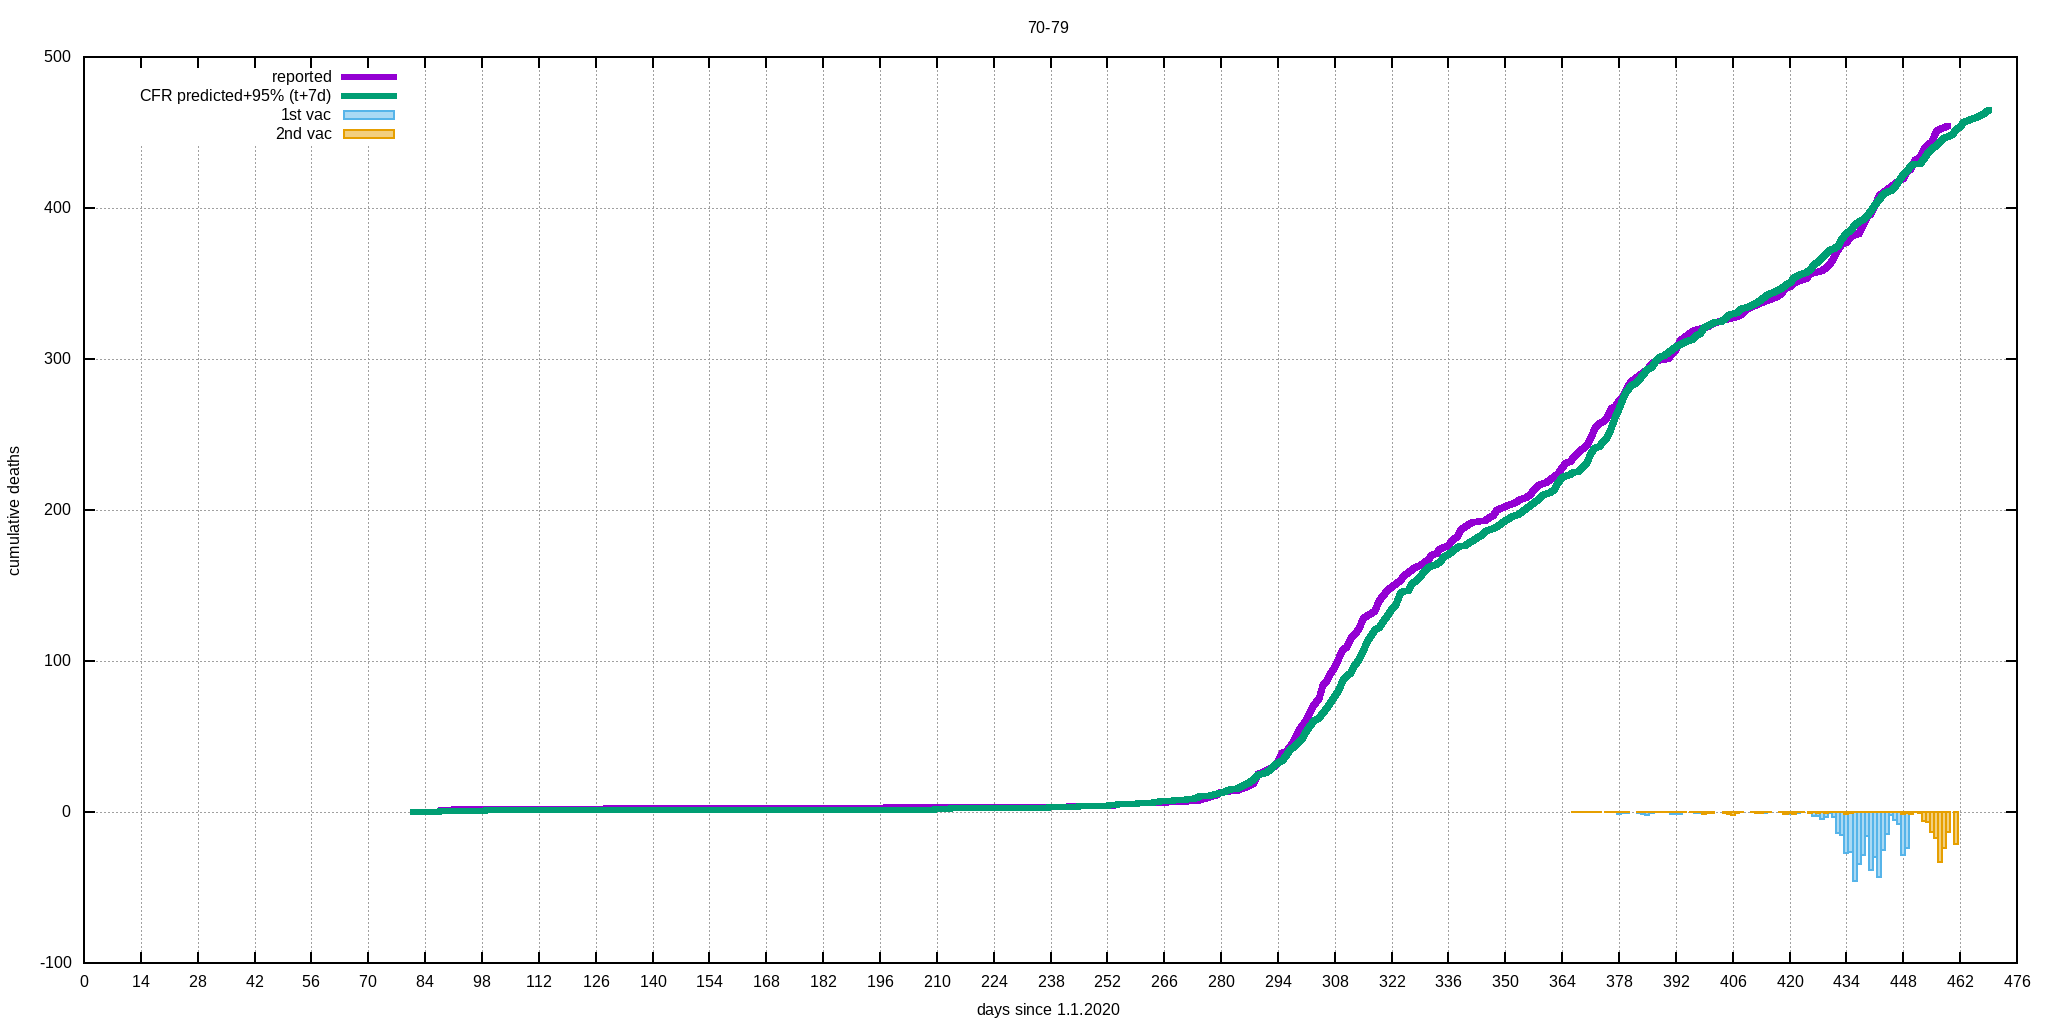 70-79
500
reported
CFR predicted+95% (t+7d)
1st vac
2nd vac
400
300
200
cumulative deaths
100
0
-100
0 14 28 42 56 70 84 98 112 126 140 154 168 182 196 210 224 238 252 266 280 294 308 322 336 350 364 378 392 406 420 434 448 462 476
days since 1.1.2020